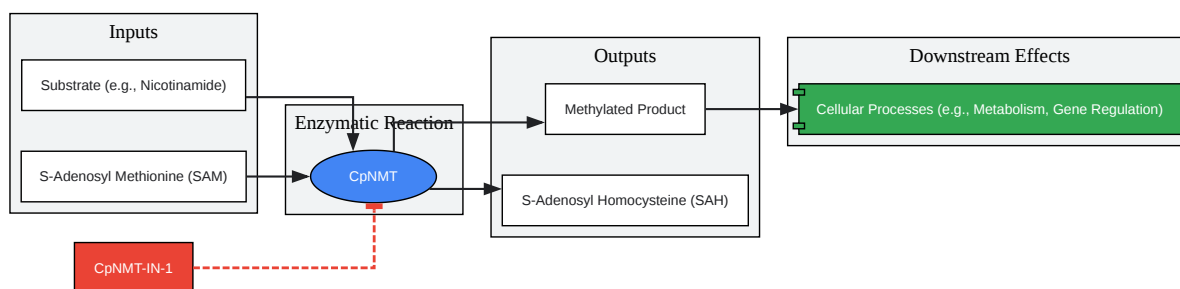 Inputs
Substrate (e.g., Nicotinamide)
S-Adenosyl Methionine (SAM)
CpNMT-IN-1
Enzymatic Reaction
CpNMT
Outputs
Methylated Product
S-Adenosyl Homocysteine (SAH)
Downstream Effects
Cellular Processes (e.g., Metabolism, Gene Regulation)